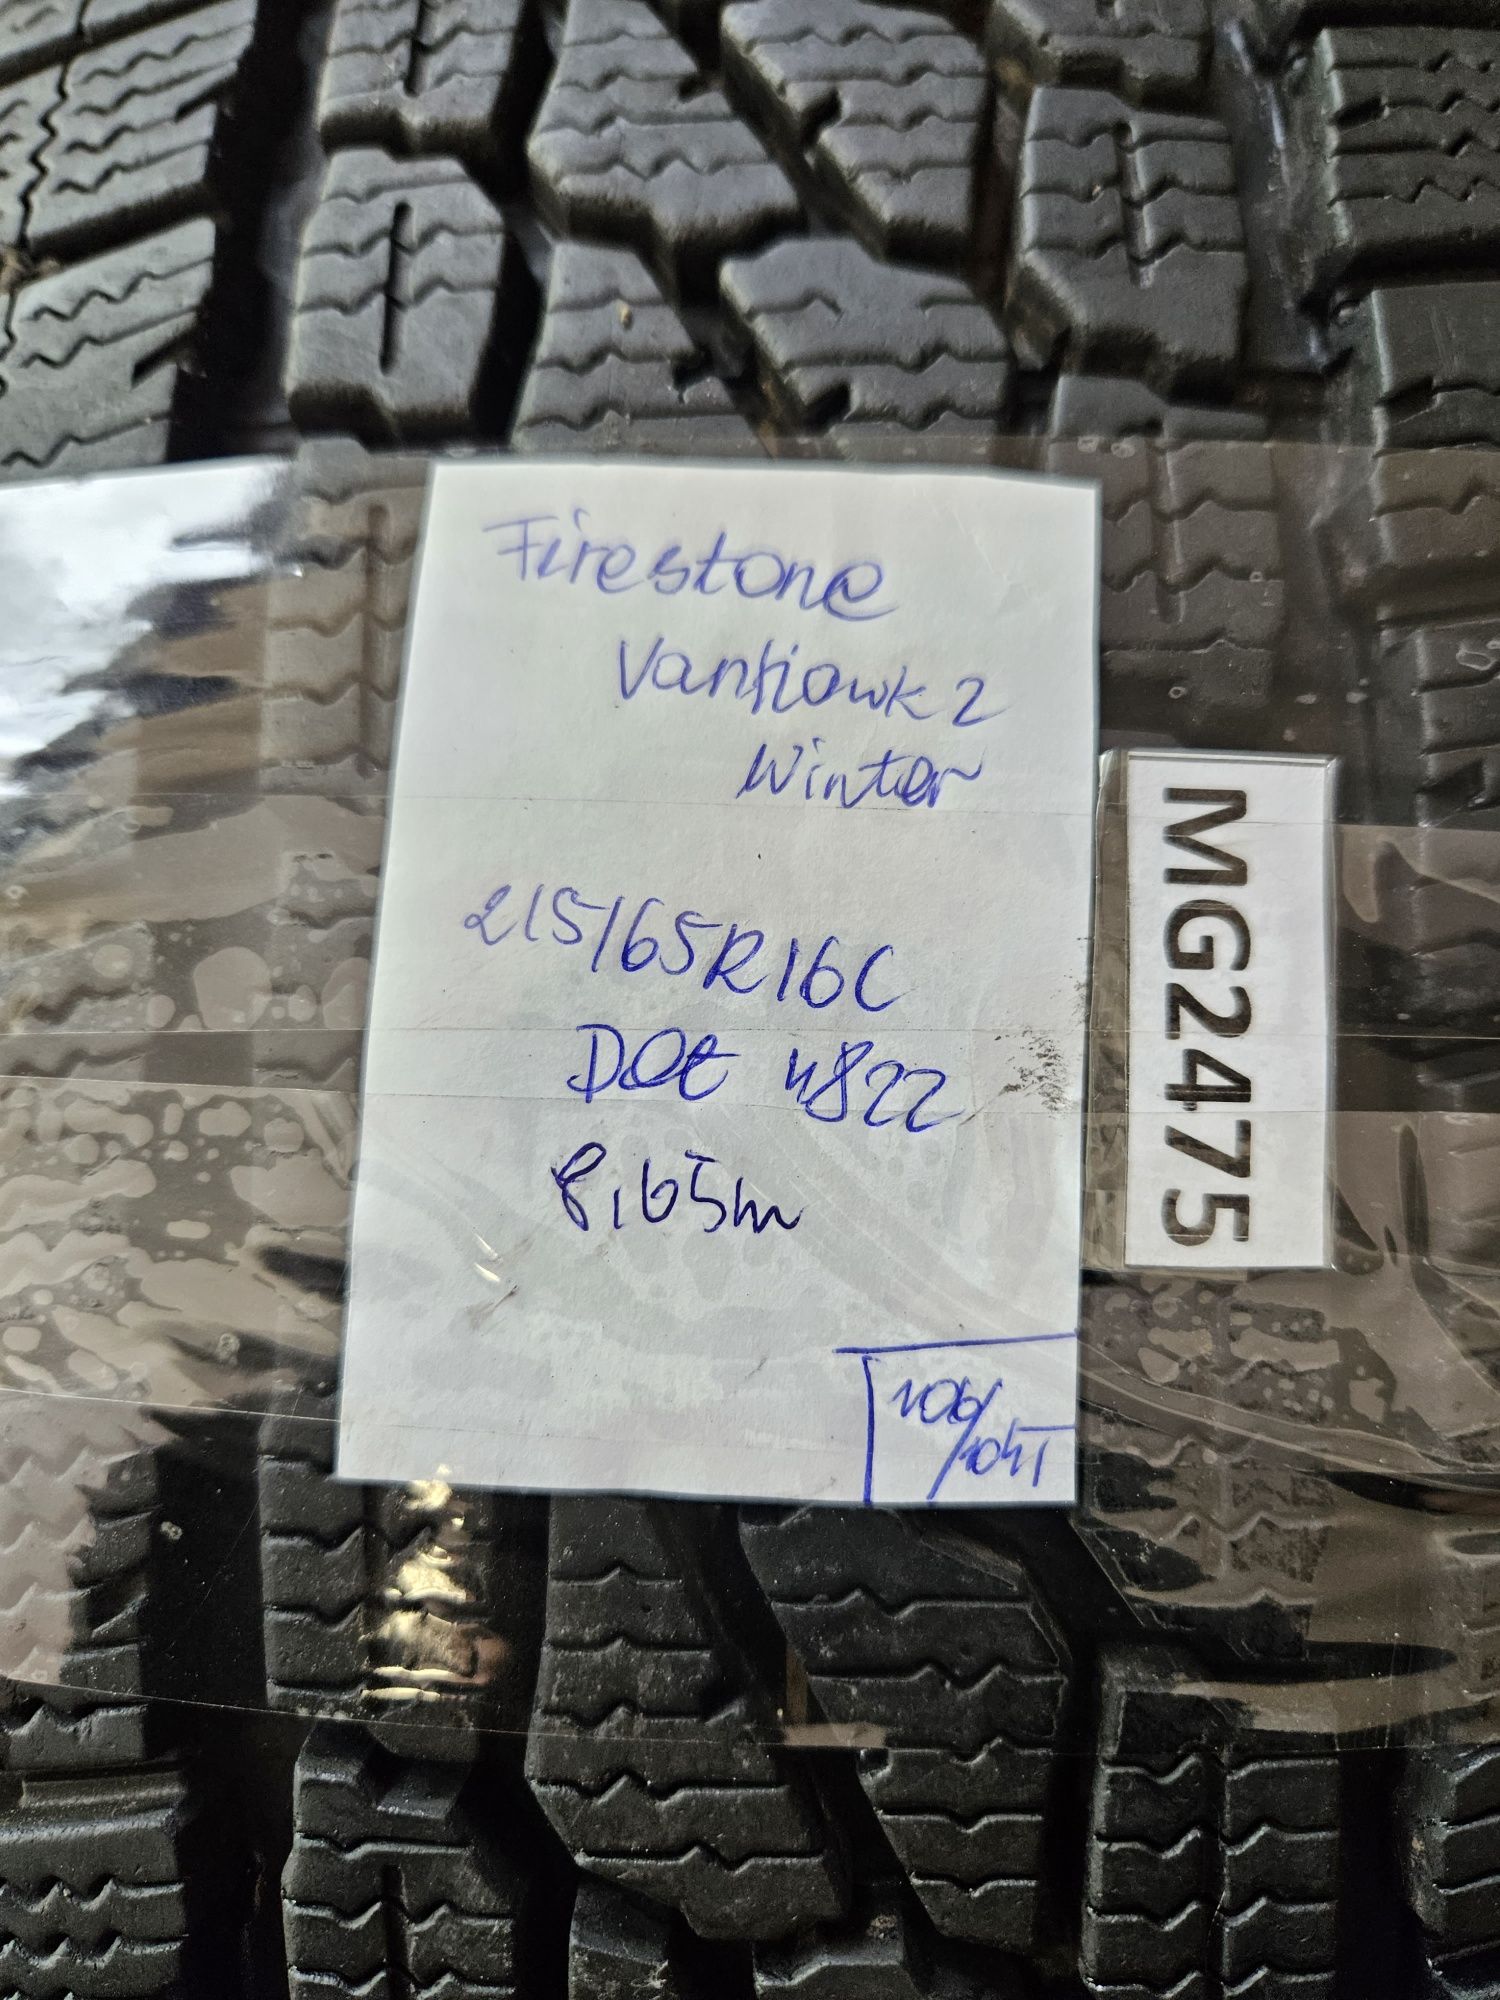 Firestone
Vanhawk 2
Winter
215/65R16C
Dot 4822
8,65m
106/
/104T
MG2475